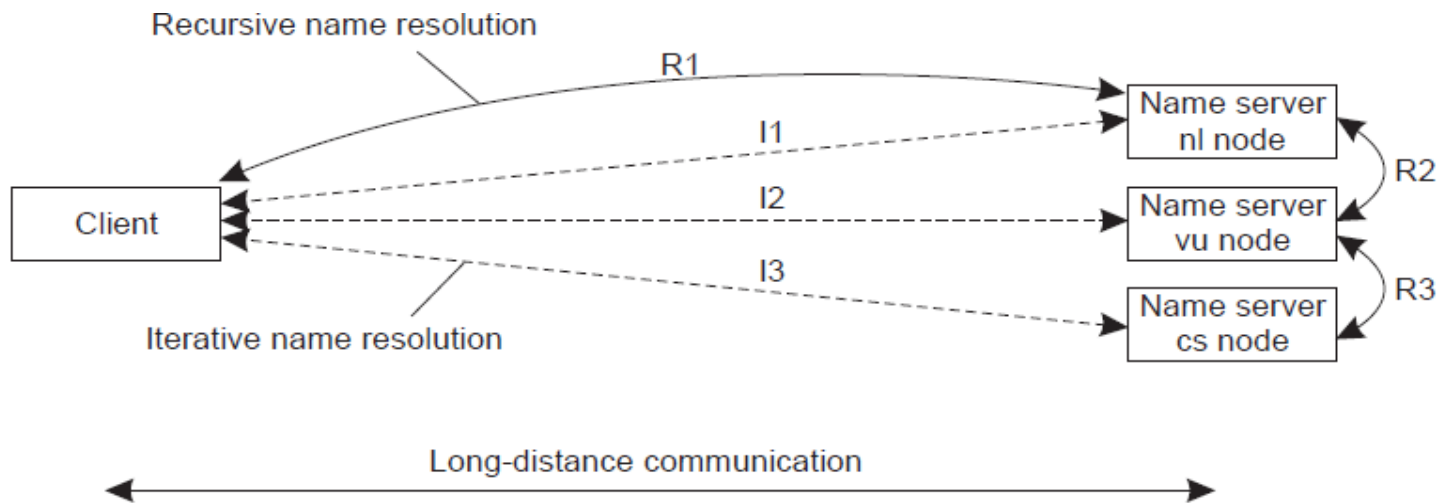 Recursive name resolution
R1
Name server
nl node
I1
R2
I2
Client
Name server
vu node
I3
R3
Name server
cs node
Iterative name resolution
Long-distance communication